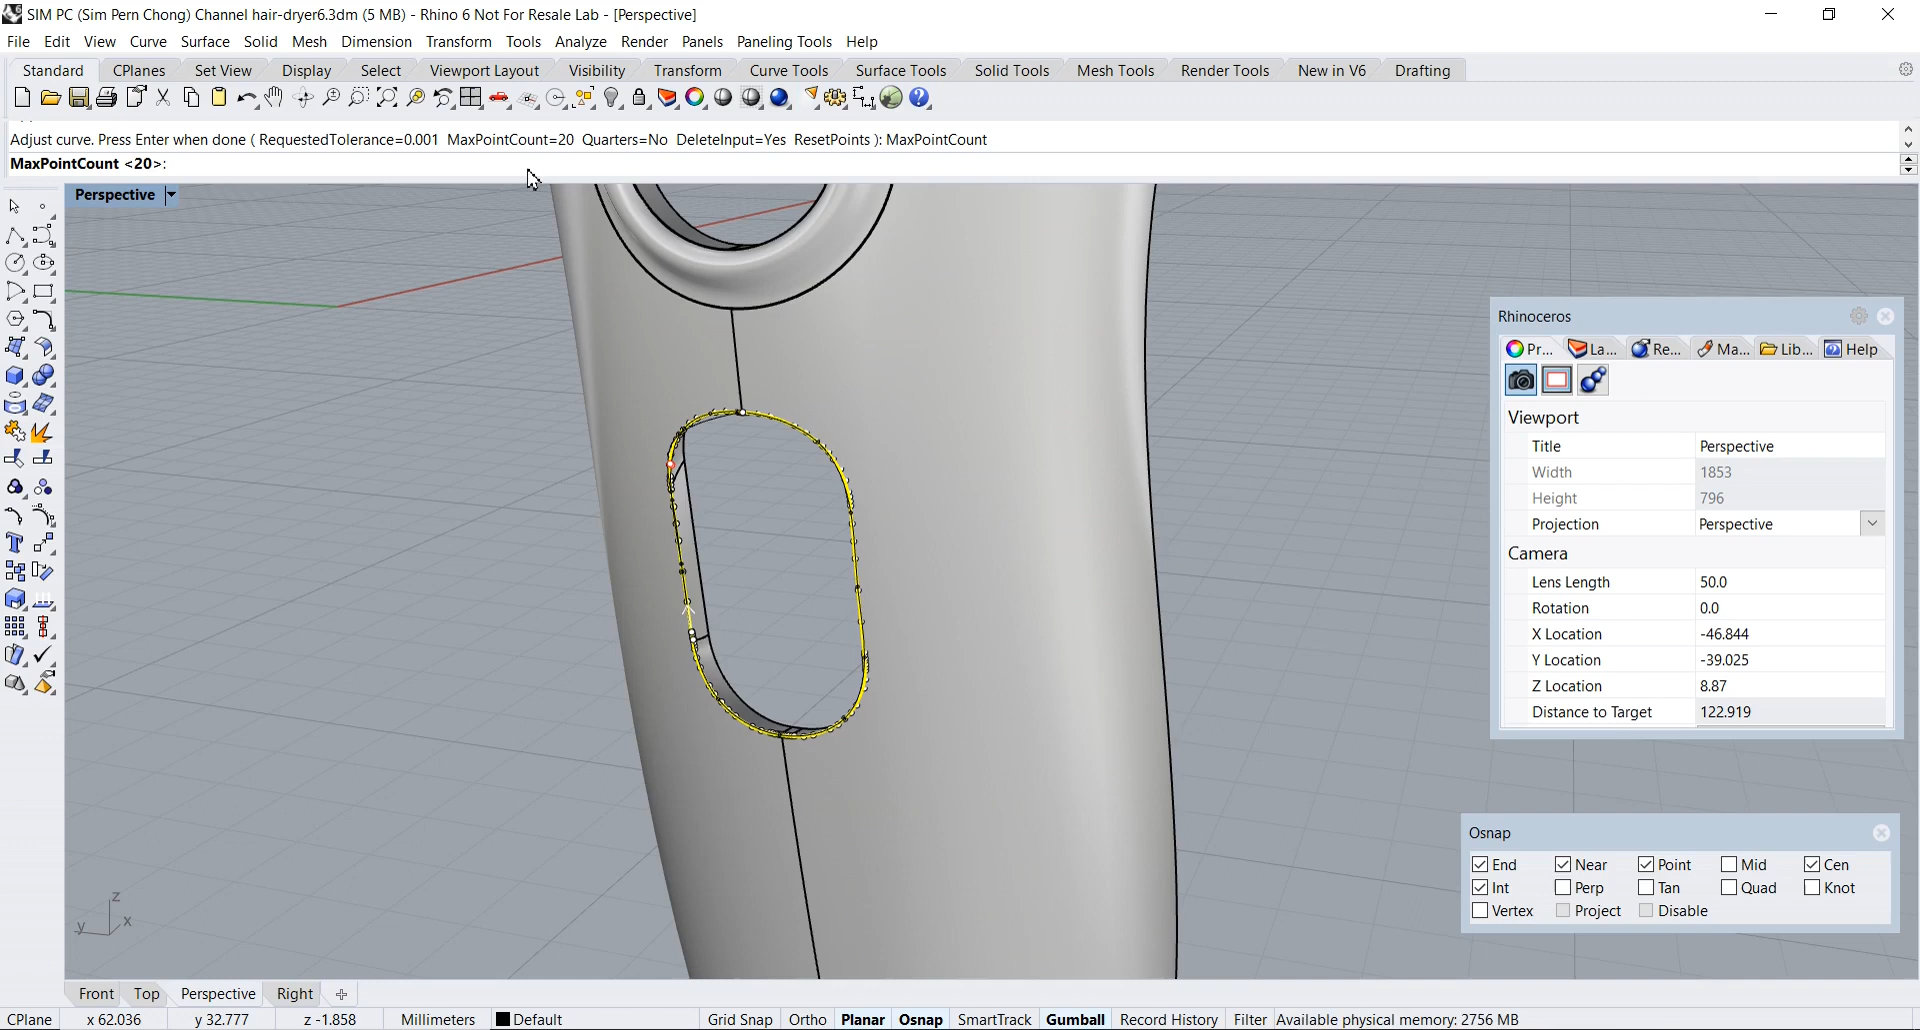 SIM PC (Sim Pern Chong) Channel hair-dryer6.3dm (5 MB) - Rhino 6 Not For Resale Lab - [Perspective]
File Edit View Curve Surface Solid Mesh Dimension Transform Tools Analyze Render Panels Paneling Tools Help
Standard CPlanes Set View Display Select Viewport Layout Visibility Transform Curve Tools Surface Tools Solid Tools Mesh Tools Render Tools New in V6 Drafting
Adjust curve. Press Enter when done ( RequestedTolerance=0.001 MaxPointCount=20 Quarters=No DeleteInput=Yes ResetPoints ): MaxPointCount
MaxPointCount <20>:
Perspective
Rhinoceros
Pr... La... Re... Ma... Lib... Help
Viewport
Title Perspective
Width 1853
Height 796
Projection Perspective
Camera
Lens Length 50.0
Rotation 0.0
X Location -46.844
Y Location -39.025
Z Location 8.87
Distance to Target 122.919
Osnap
End Near Point Mid Cen
Int Perp Tan Quad Knot
Vertex Project Disable
z
y x
Front Top Perspective Right
CPlane x 62.036 y 32.777 z -1.858 Millimeters Default Grid Snap Ortho Planar Osnap SmartTrack Gumball Record History Filter Available physical memory: 2756 MB